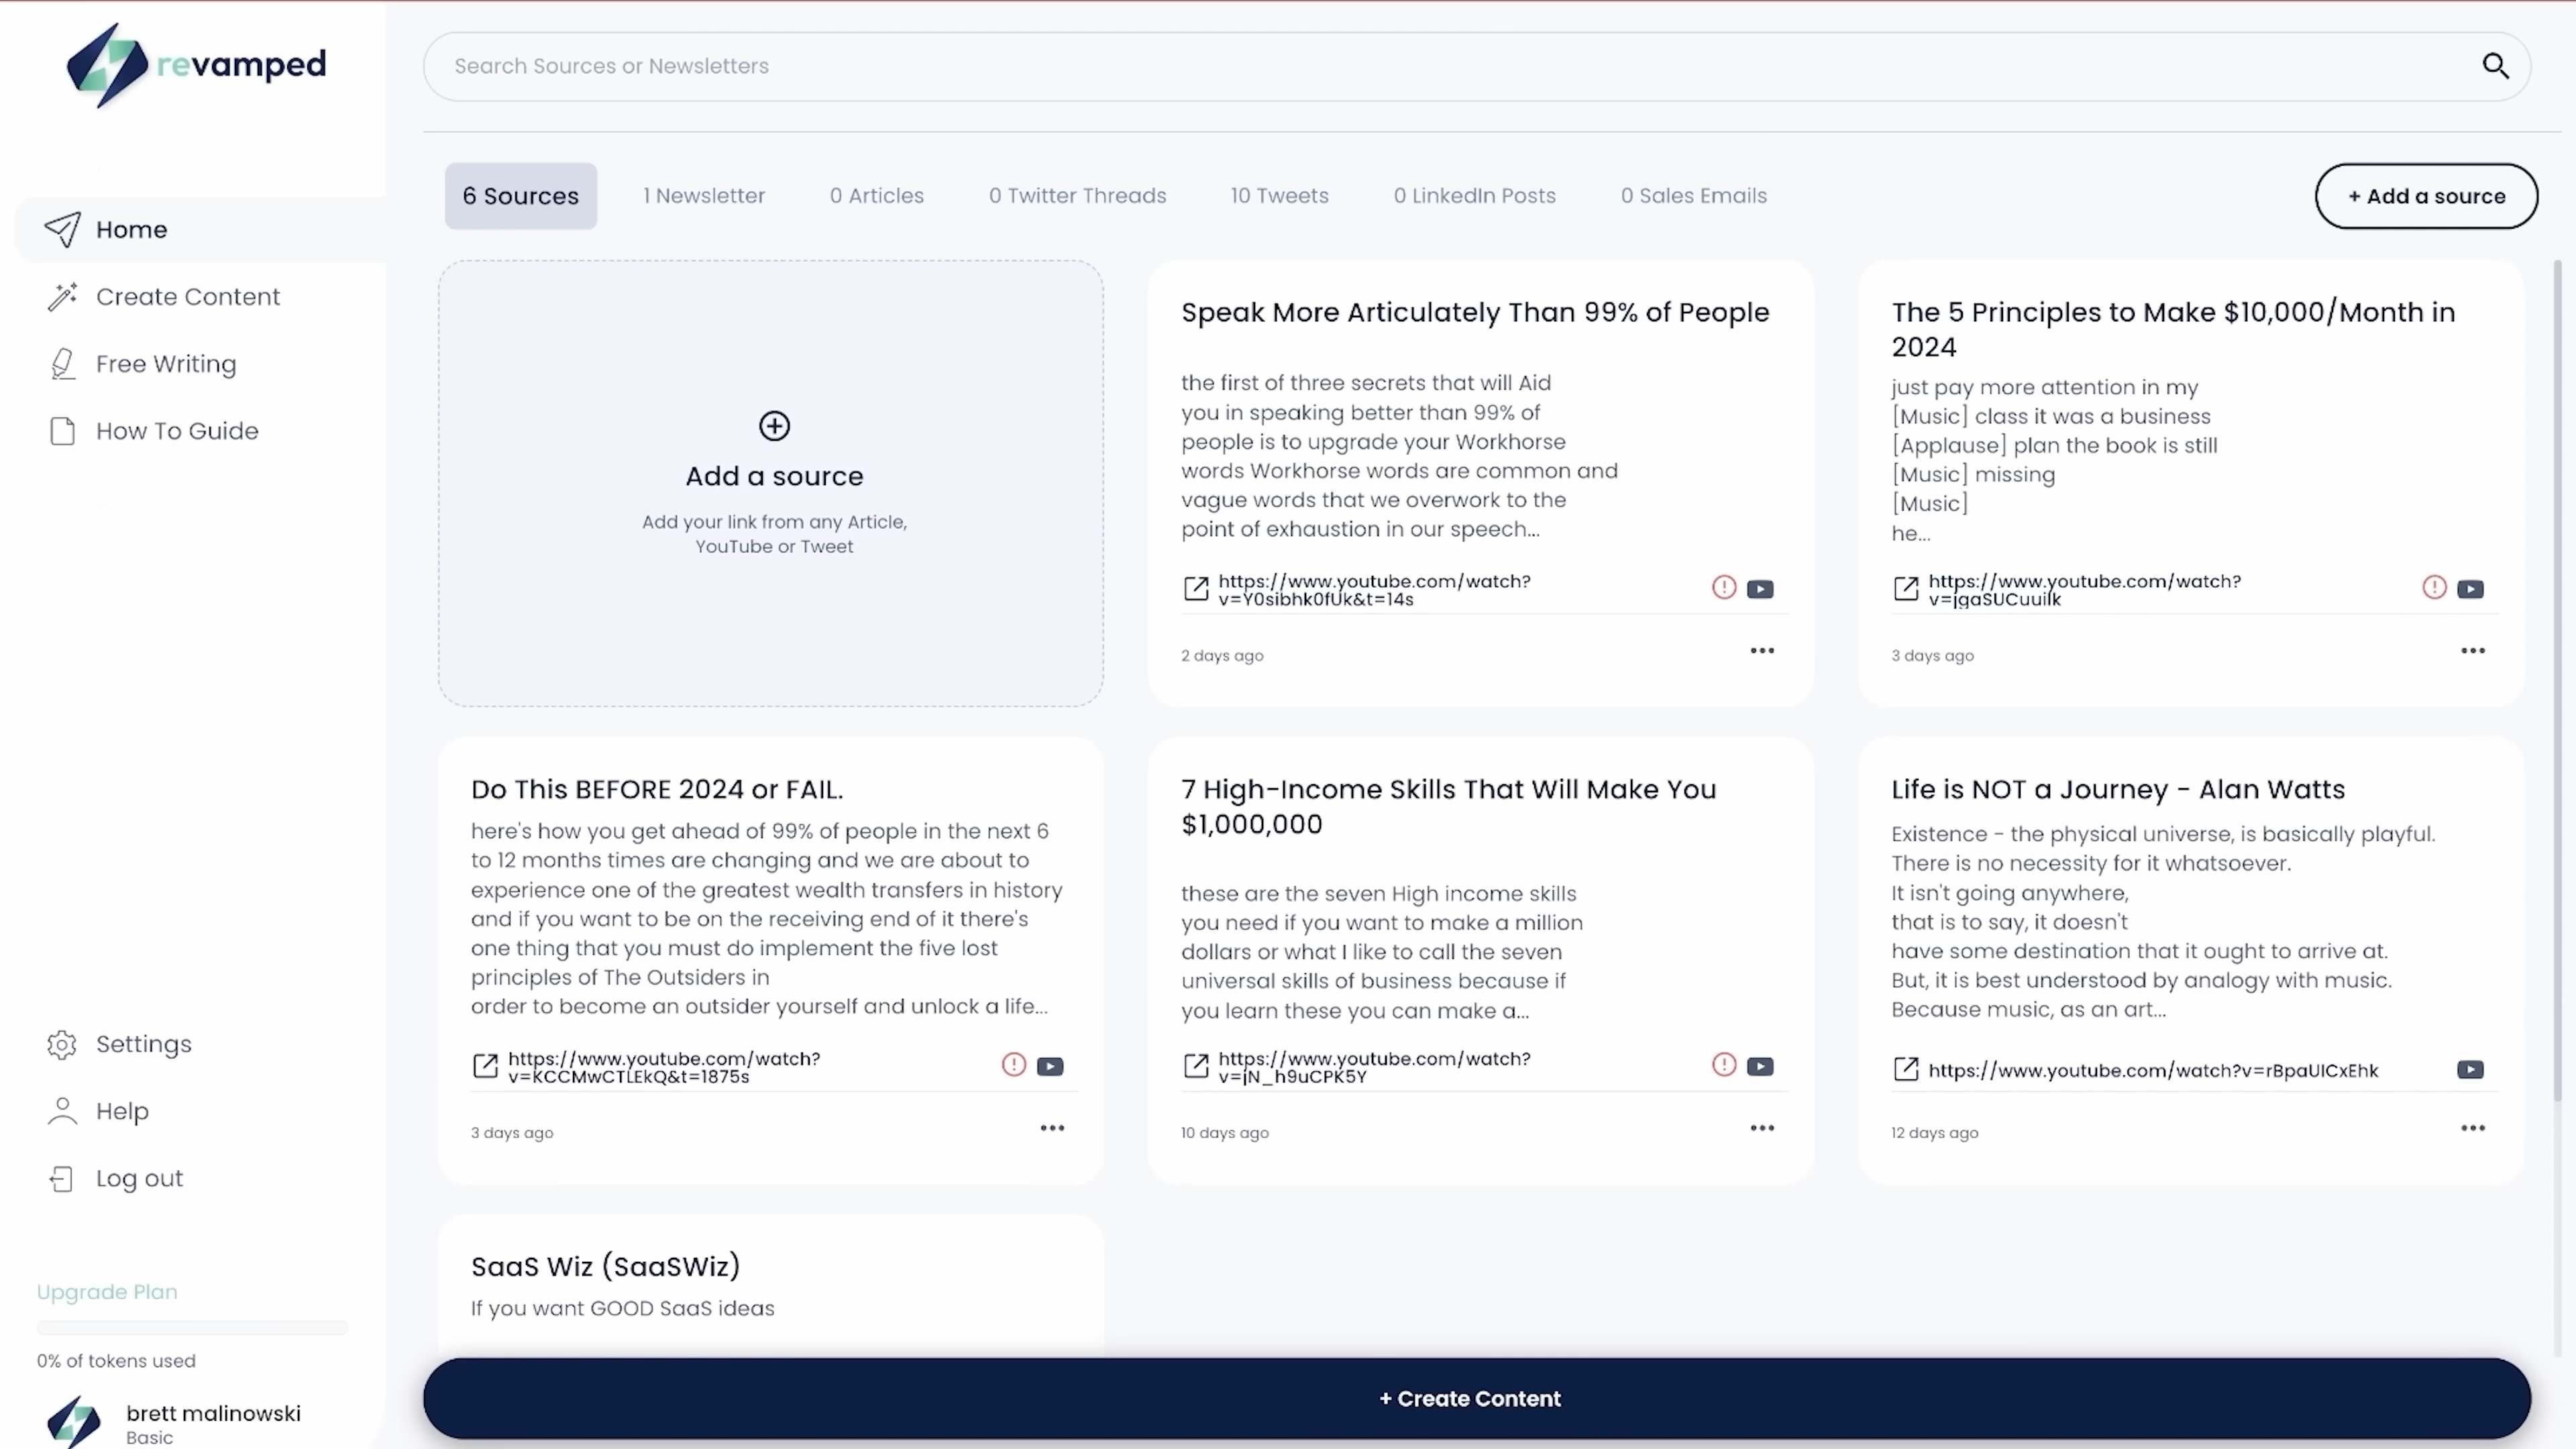 revamped
Search Sources or Newsletters
Home
Create Content
Free Writing
How To Guide
Settings
Help
Log out
Upgrade Plan
0% of tokens used
brett malinowski
Basic
6 Sources
1 Newsletter
0 Articles
0 Twitter Threads
10 Tweets
0 LinkedIn Posts
0 Sales Emails
+ Add a source
Add a source
Add your link from any Article,
YouTube or Tweet
Speak More Articulately Than 99% of People
the first of three secrets that will Aid
you in speaking better than 99% of
people is to upgrade your Workhorse
words Workhorse words are common and
vague words that we overwork to the
point of exhaustion in our speech...
https://www.youtube.com/watch?
v=Y0sibhk0fUk&t=14s
2 days ago
The 5 Principles to Make $10,000/Month in
2024
just pay more attention in my
[Music] class it was a business
[Applause] plan the book is still
[Music] missing
[Music]
he...
https://www.youtube.com/watch?
v=jgaSUCuuiIk
3 days ago
Do This BEFORE 2024 or FAIL.
here's how you get ahead of 99% of people in the next 6
to 12 months times are changing and we are about to
experience one of the greatest wealth transfers in history
and if you want to be on the receiving end of it there's
one thing that you must do implement the five lost
principles of The Outsiders in
order to become an outsider yourself and unlock a life...
https://www.youtube.com/watch?
v=KCCMwCTLEkQ&t=1875s
3 days ago
7 High-Income Skills That Will Make You
$1,000,000
these are the seven High income skills
you need if you want to make a million
dollars or what I like to call the seven
universal skills of business because if
you learn these you can make a...
https://www.youtube.com/watch?
v=jN_h9uCPK5Y
10 days ago
Life is NOT a Journey - Alan Watts
Existence - the physical universe, is basically playful.
There is no necessity for it whatsoever.
It isn't going anywhere,
that is to say, it doesn't
have some destination that it ought to arrive at.
But, it is best understood by analogy with music.
Because music, as an art...
https://www.youtube.com/watch?v=rBpaUICxEhk
12 days ago
SaaS Wiz (SaaSWiz)
If you want GOOD SaaS ideas
+ Create Content